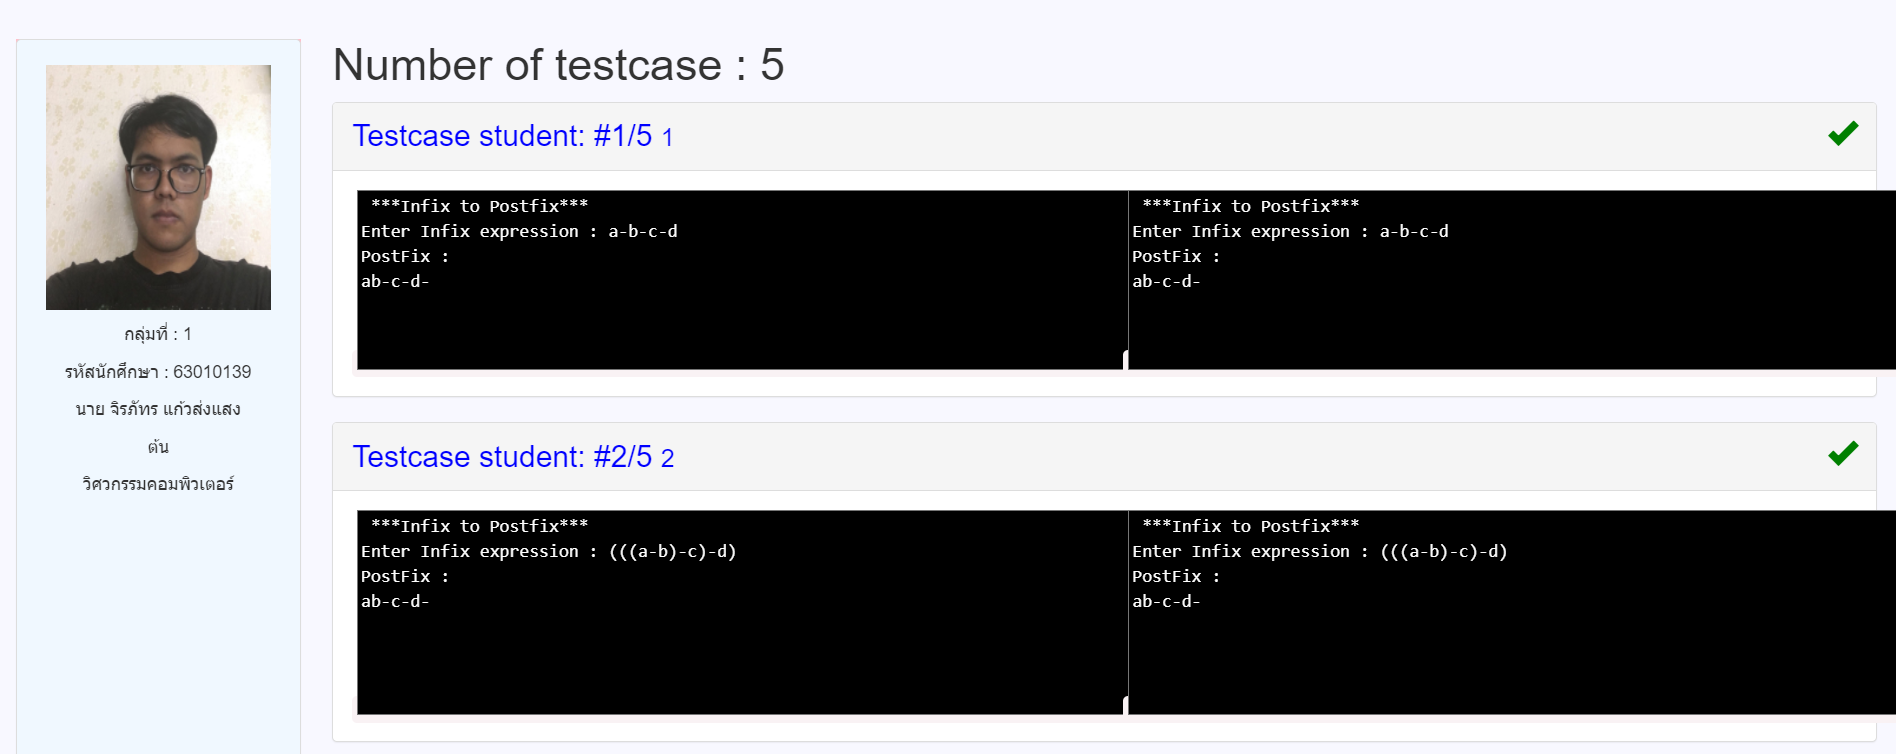 Number of testcase : 5
Testcase student: #1/5 1
***Infix to Postfix***
Enter Infix expression : a-b-c-d
PostFix :
ab-c-d-
***Infix to Postfix***
Enter Infix expression : a-b-c-d
PostFix :
ab-c-d-
กลุ่มที่ : 1
รหัสนักศึกษา : 63010139
นาย จิรภัทร แก้วส่งแสง
ต้น
วิศวกรรมคอมพิวเตอร์
Testcase student: #2/5 2
***Infix to Postfix***
Enter Infix expression : (((a-b)-c)-d)
PostFix :
ab-c-d-
***Infix to Postfix***
Enter Infix expression : (((a-b)-c)-d)
PostFix :
ab-c-d-